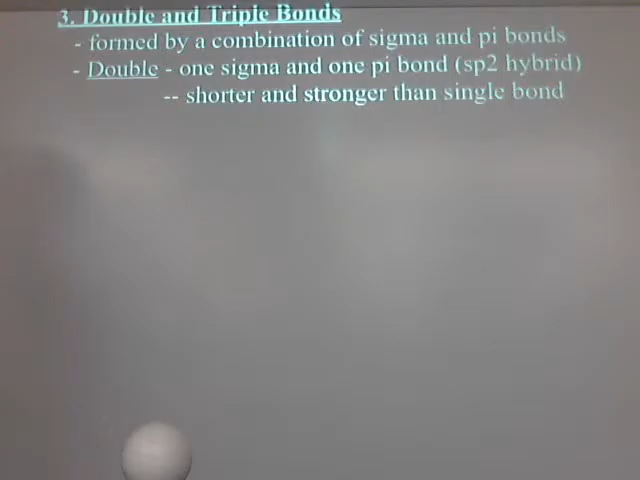 3. Double and Triple Bonds
- formed by a combination of sigma and pi bonds
- Double - one sigma and one pi bond (sp2 hybrid)
-- shorter and stronger than single bond